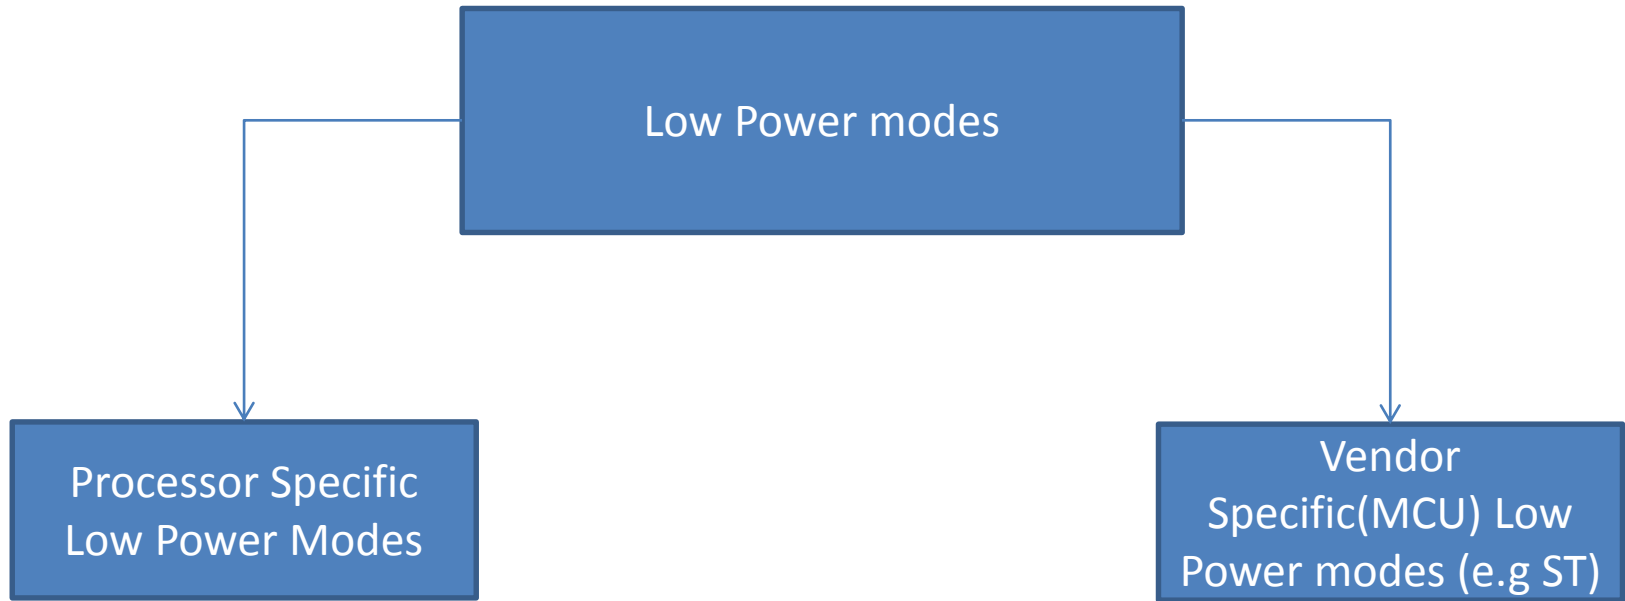 Low Power modes
Processor Specific
Low Power Modes
Vendor
Specific(MCU) Low
Power modes (e.g ST)